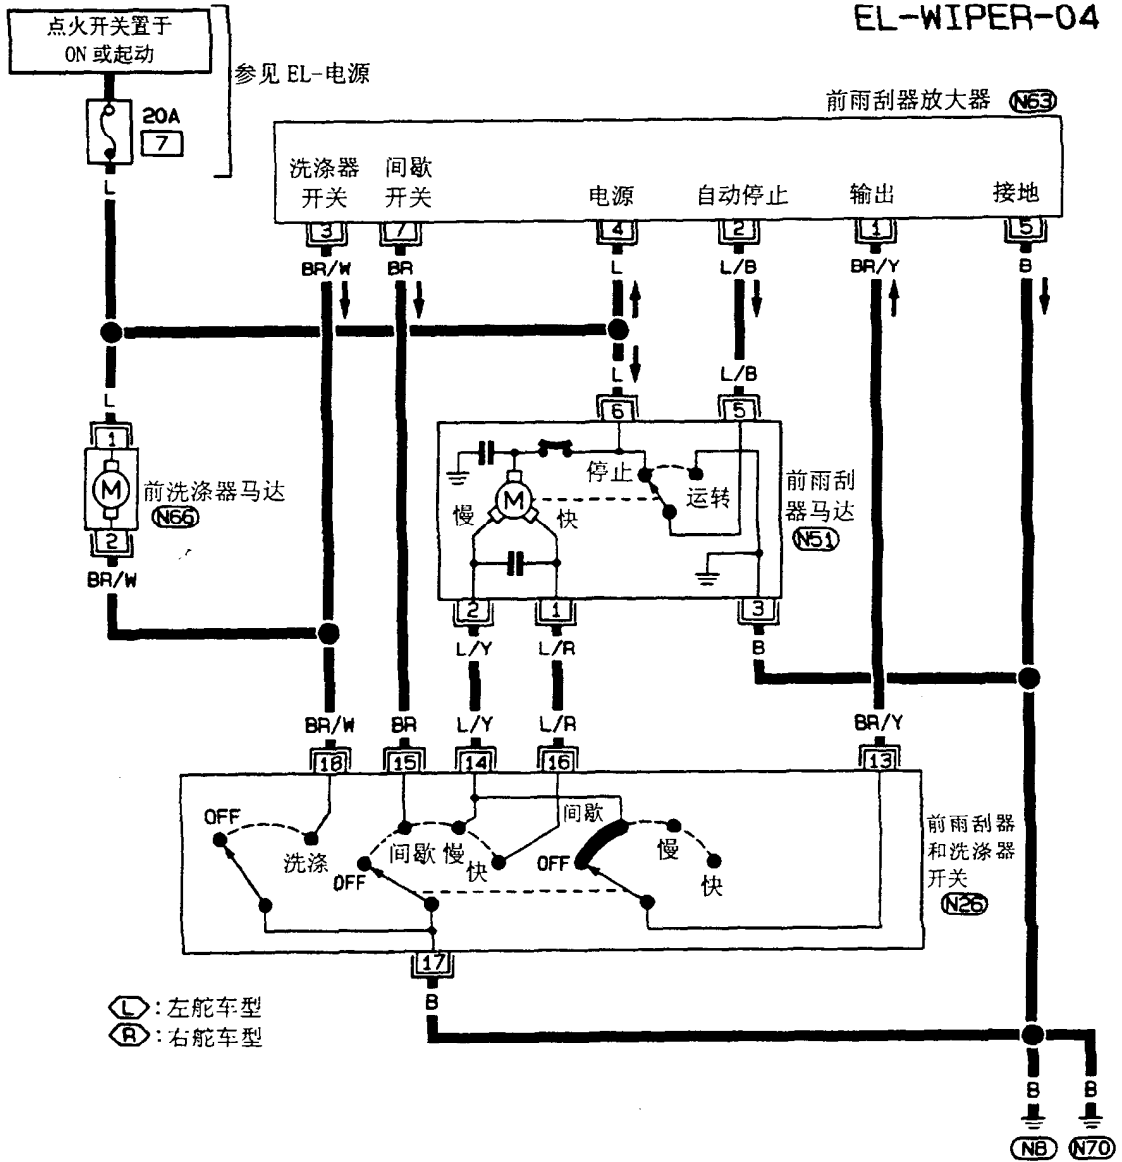 EL-WIPER-04
点火开关置于
ON 或起动
参见 EL-电源
20A
7
L
前雨刮器放大器 N63
洗涤器 间歇
开关 开关 电源 自动停止 输出 接地
3 7 4 2 1 5
BR/W BR L L/B BR/Y B
L L L/B
6 5
1
M
前洗涤器马达
N66
2
BR/W
停止
运转
M
慢 快
前雨刮
器马达
N51
2 1 3
L/Y L/R B
BR/W BR L/Y L/R BR/Y
18 15 14 16 13
OFF
洗涤
间歇 慢
快
OFF
间歇
OFF
慢
快
前雨刮器
和洗涤器
开关
N26
17
B
L:左舵车型
R:右舵车型
B B
N8 N70